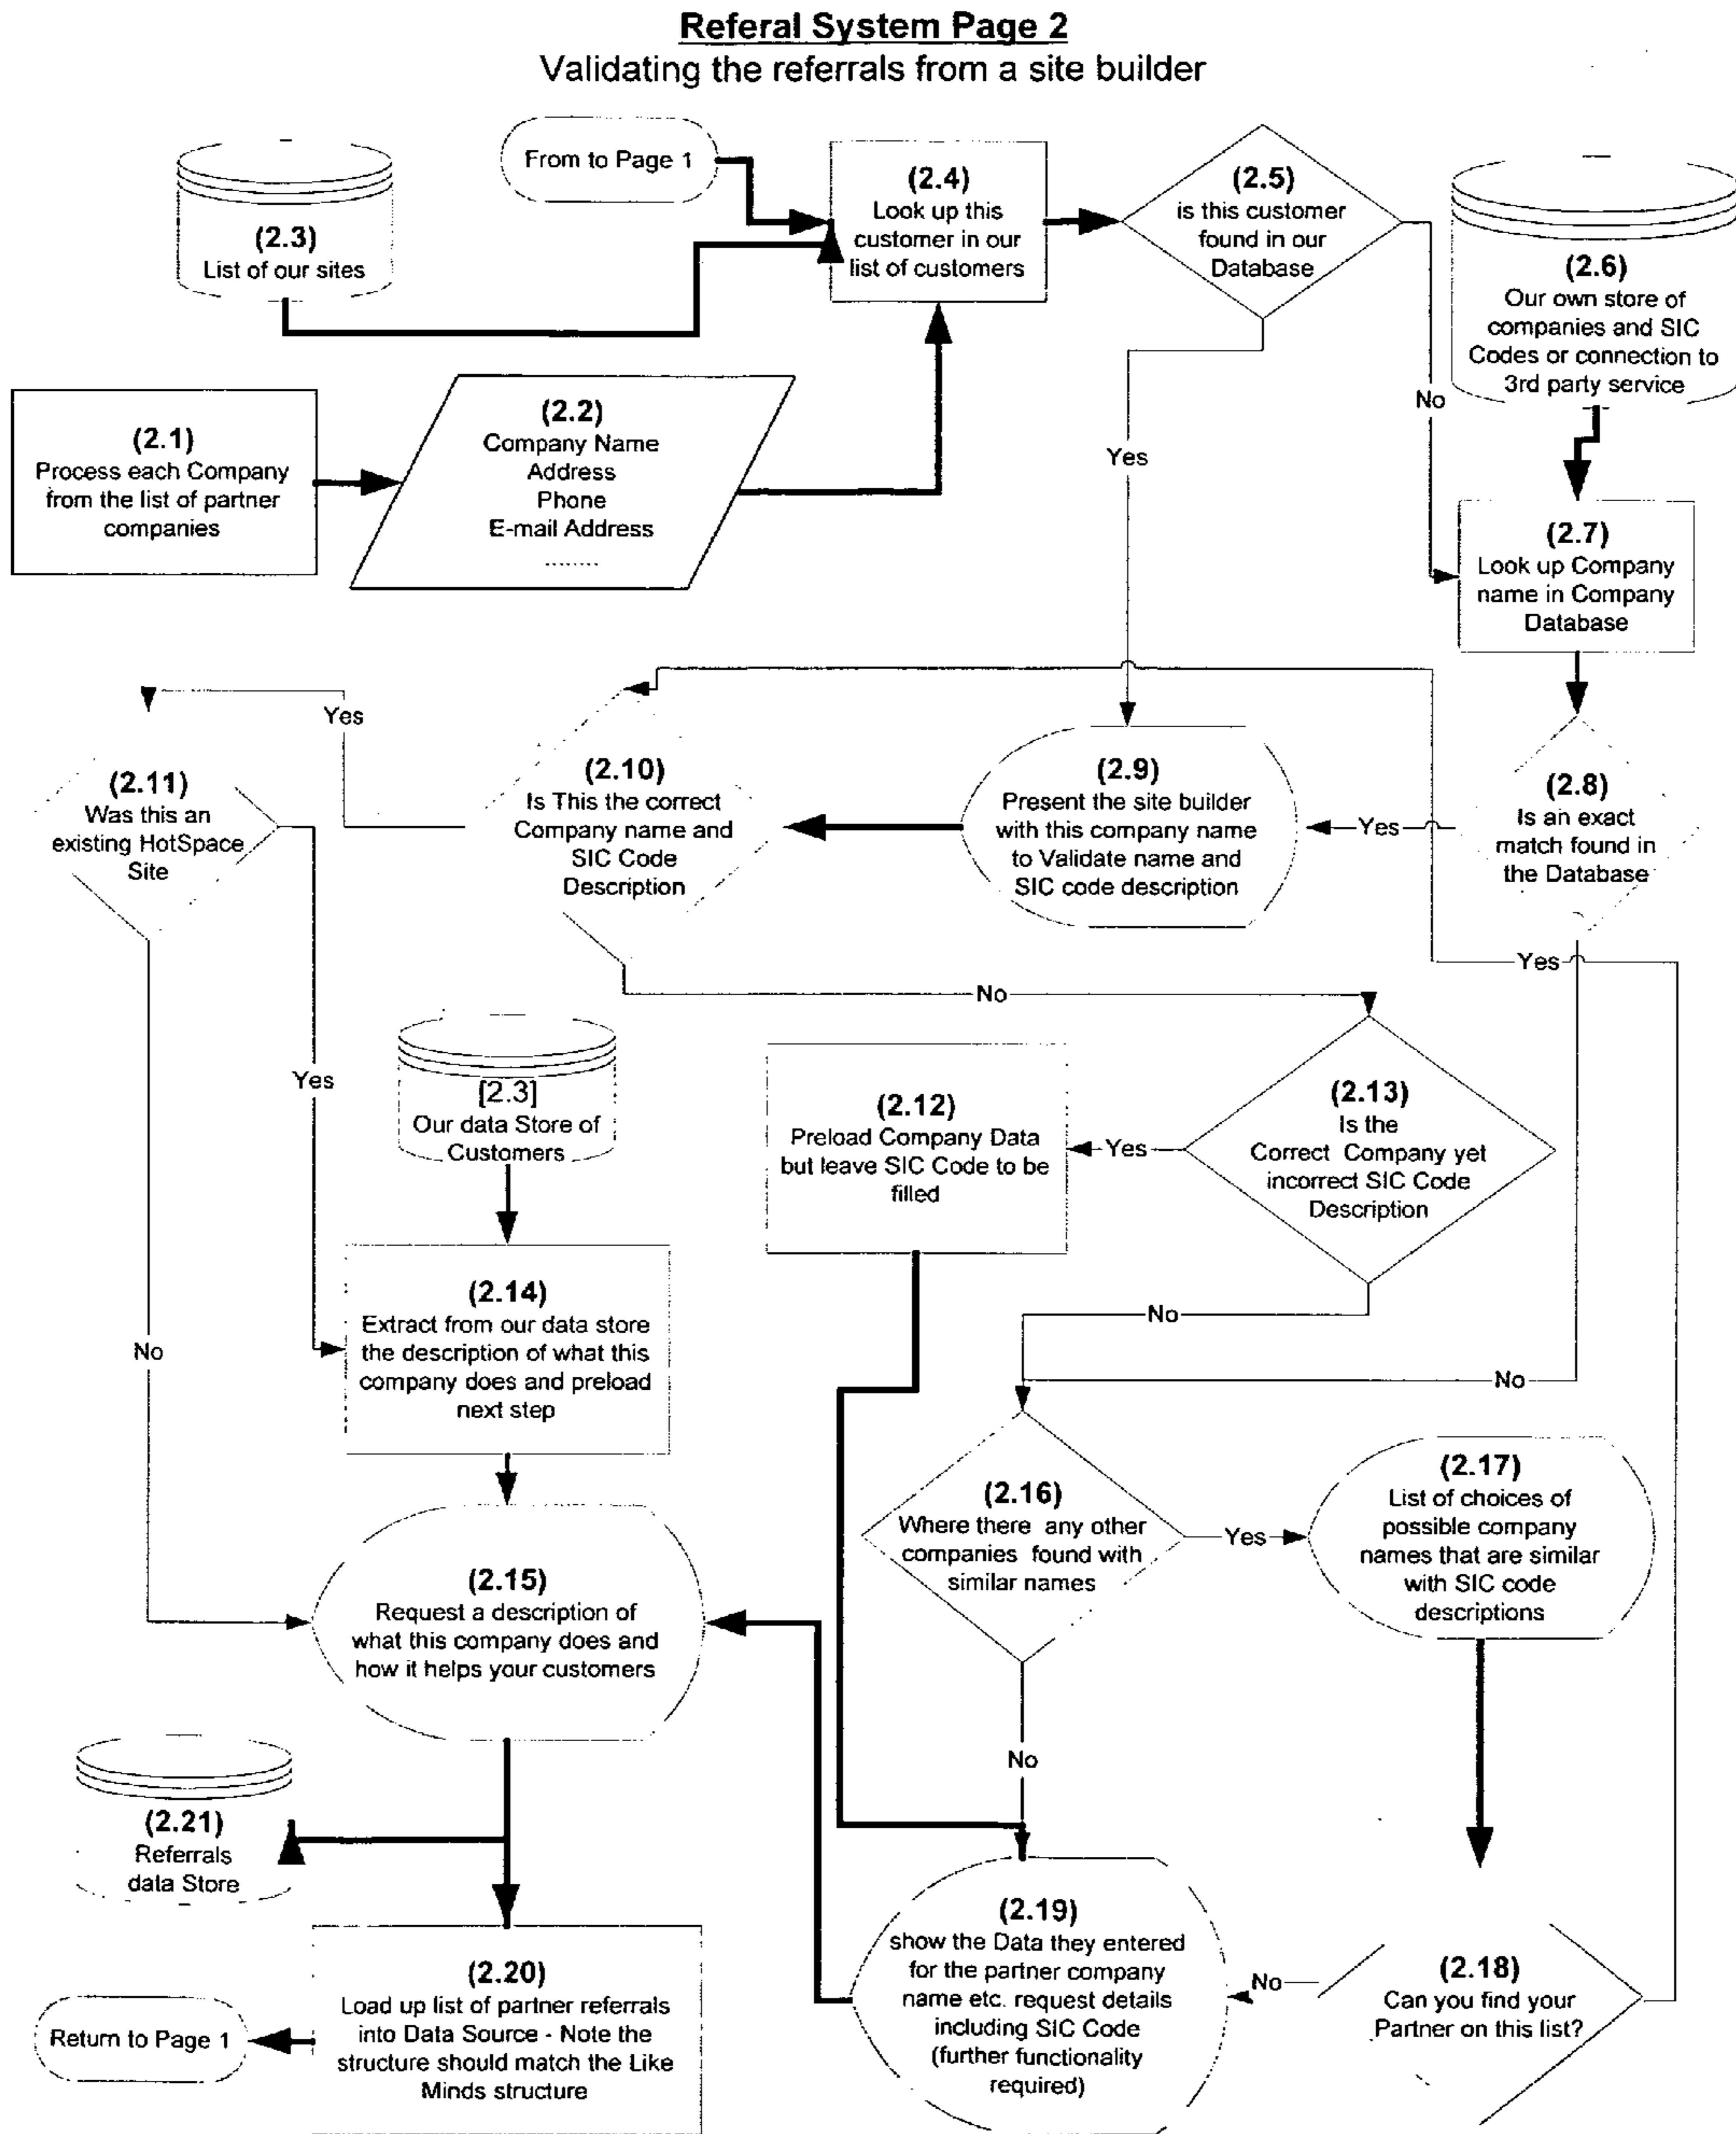 Referal System Page 2
Validating the referrals from a site builder
From to Page 1
(2.3)
List of our sites
(2.4)
Look up this
customer in our
list of customers
(2.5)
is this customer
found in our
Database
(2.6)
Our own store of
companies and SIC
Codes or connection to
3rd party service
(2.1)
Process each Company
from the list of partner
companies
(2.2)
Company Name
Address
Phone
E-mail Address
........
No
Yes
(2.7)
Look up Company
name in Company
Database
Yes
(2.11)
Was this an
existing HotSpace
Site
(2.10)
Is This the correct
Company name and
SIC Code
Description
(2.9)
Present the site builder
with this company name
to Validate name and
SIC code description
Yes
(2.8)
Is an exact
match found in
the Database
Yes
No
[2.3]
Our data Store of
Customers
Yes
(2.12)
Preload Company Data
but leave SIC Code to be
filled
Yes
(2.13)
Is the
Correct Company yet
incorrect SIC Code
Description
(2.14)
Extract from our data store
the description of what this
company does and preload
next step
No
No
No
(2.16)
Where there any other
companies found with
similar names
Yes
(2.17)
List of choices of
possible company
names that are similar
with SIC code
descriptions
(2.15)
Request a description of
what this company does and
how it helps your customers
No
(2.21)
Referrals
data Store
(2.19)
show the Data they entered
for the partner company
name etc. request details
including SIC Code
(further functionality
required)
No
(2.18)
Can you find your
Partner on this list?
(2.20)
Load up list of partner referrals
into Data Source - Note the
structure should match the Like
Minds structure
Return to Page 1